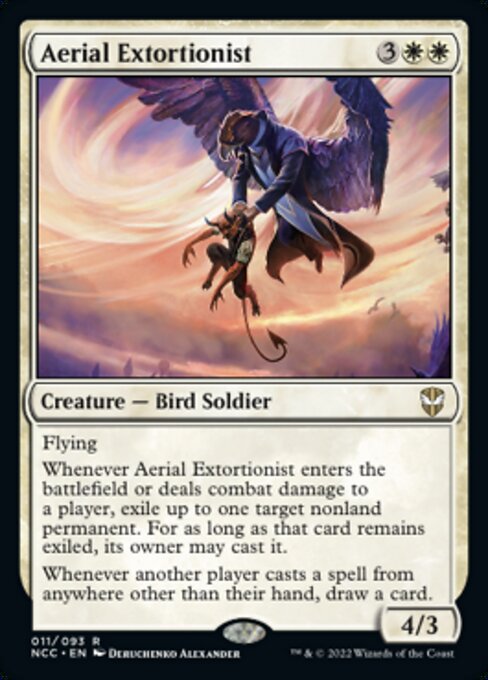 Aerial Extortionist 3
Creature — Bird Soldier
Flying
Whenever Aerial Extortionist enters the
battlefield or deals combat damage to
a player, exile up to one target nonland
permanent. For as long as that card remains
exiled, its owner may cast it.
Whenever another player casts a spell from
anywhere other than their hand, draw a card.
4/3
011/093 R
NCC • EN Deruchenko Alexander ™ & © 2022 Wizards of the Coast